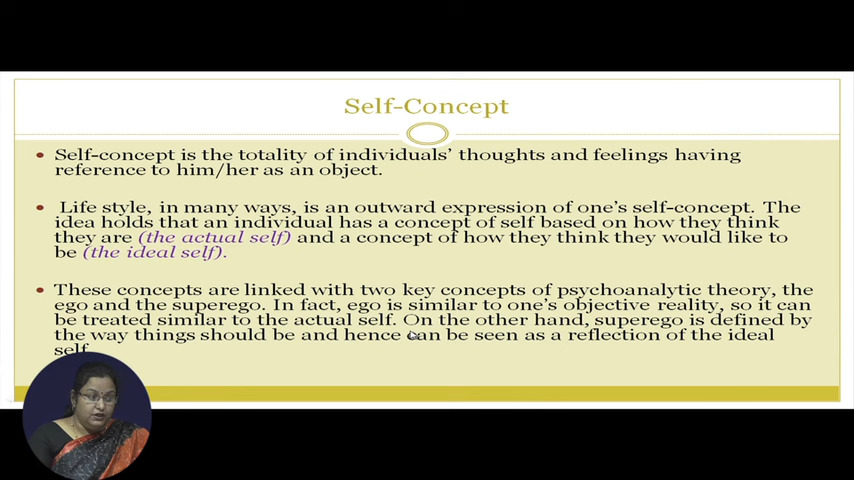 Self-Concept
Self-concept is the totality of individuals' thoughts and feelings having
reference to him/her as an object.
Life style, in many ways, is an outward expression of one's self-concept. The
idea holds that an individual has a concept of self based on how they think
they are (the actual self) and a concept of how they think they would like to
be (the ideal self).
These concepts are linked with two key concepts of psychoanalytic theory, the
ego and the superego. In fact, ego is similar to one's objective reality, so it can
be treated similar to the actual self. On the other hand, superego is defined by
the way things should be and hence can be seen as a reflection of the ideal
self.